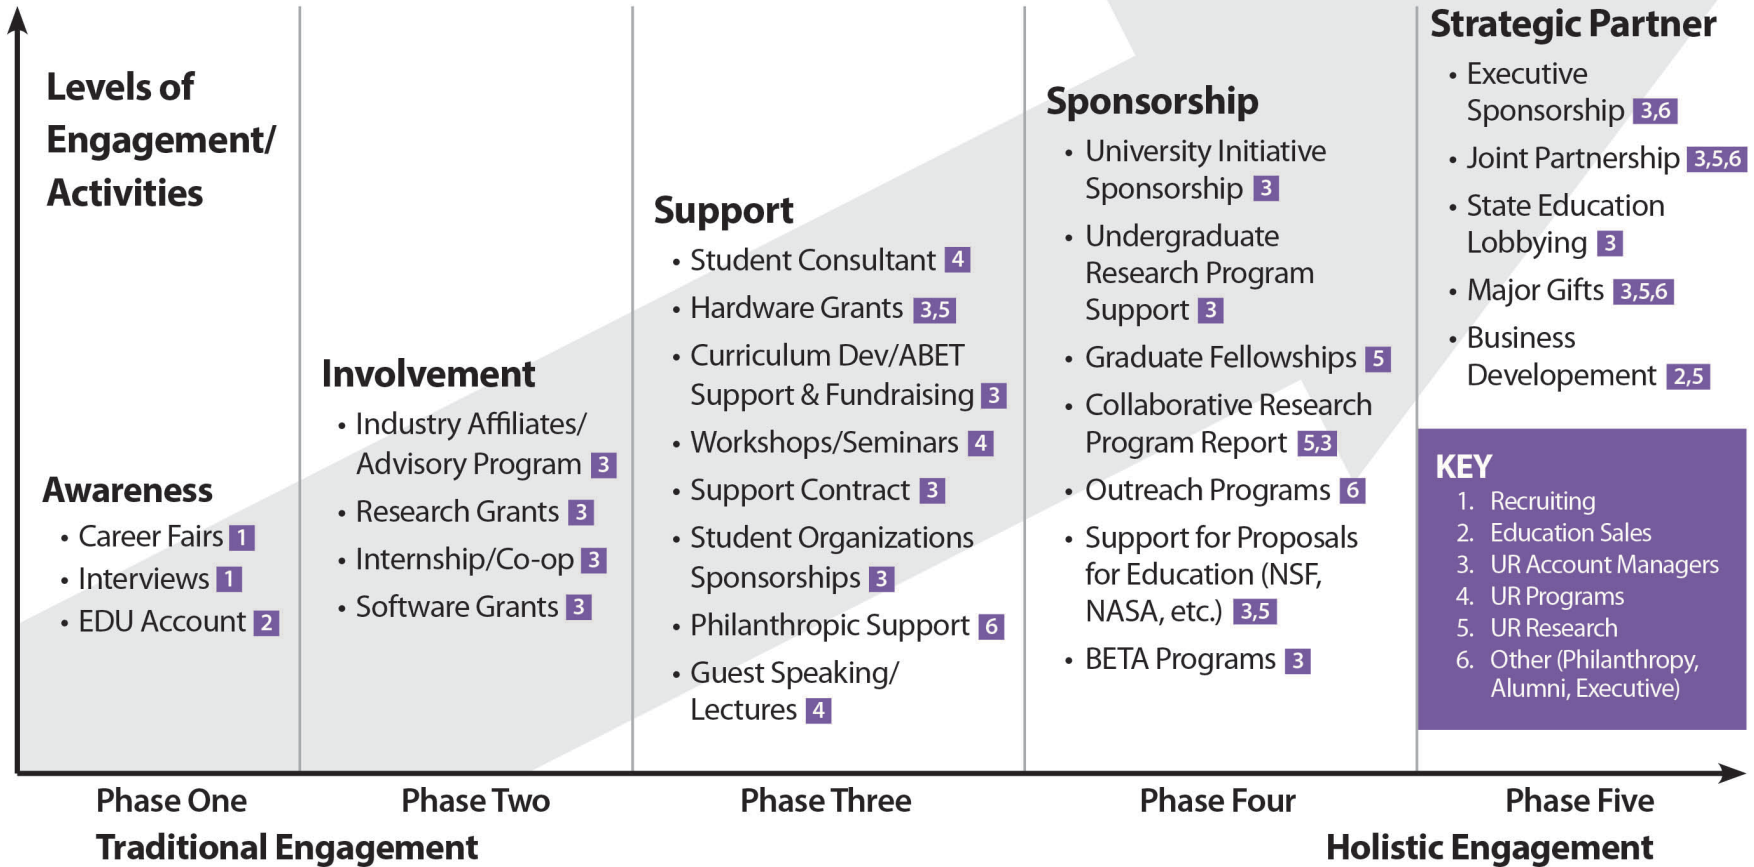 Levels of
Engagement/
Activities
Awareness
• Career Fairs 1
• Interviews 1
• EDU Account 2
Involvement
• Industry Affiliates/
Advisory Program 3
• Research Grants 3
• Internship/Co-op 3
• Software Grants 3
Support
• Student Consultant 4
• Hardware Grants 3,5
• Curriculum Dev/ABET
Support & Fundraising 3
• Workshops/Seminars 4
• Support Contract 3
• Student Organizations
Sponsorships 3
• Philanthropic Support 6
• Guest Speaking/
Lectures 4
Sponsorship
• University Initiative
Sponsorship 3
• Undergraduate
Research Program
Support 3
• Graduate Fellowships 5
• Collaborative Research
Program Report 5,3
• Outreach Programs 6
• Support for Proposals
for Education (NSF,
NASA, etc.) 3,5
• BETA Programs 3
Strategic Partner
• Executive
Sponsorship 3,6
• Joint Partnership 3,5,6
• State Education
Lobbying 3
• Major Gifts 3,5,6
• Business
Developement 2,5
KEY
1. Recruiting
2. Education Sales
3. UR Account Managers
4. UR Programs
5. UR Research
6. Other (Philanthropy,
Alumni, Executive)
Phase One
Phase Two
Phase Three
Phase Four
Phase Five
Traditional Engagement
Holistic Engagement